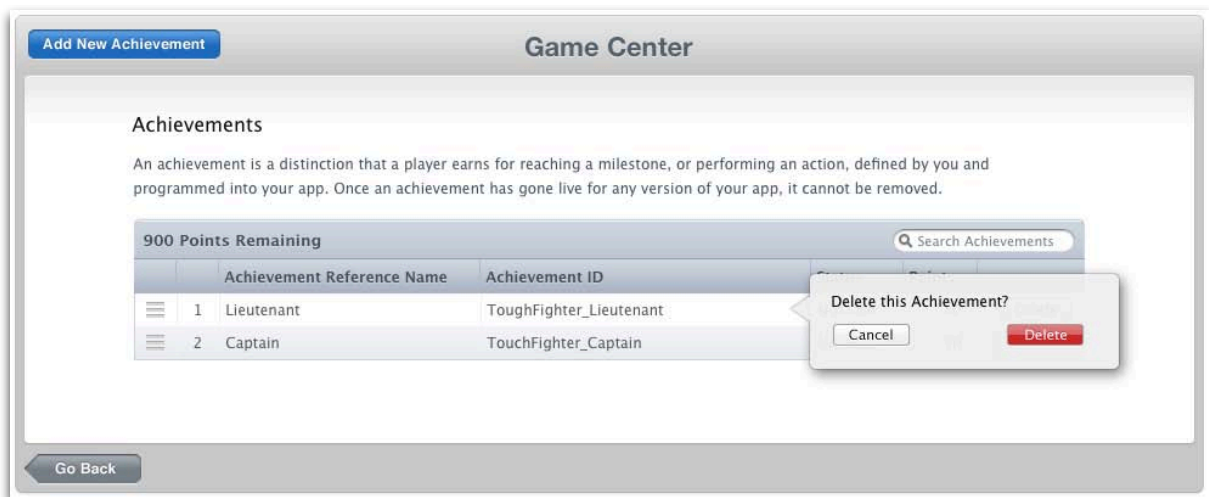 Add New Achievement
Game Center
Achievements
An achievement is a distinction that a player earns for reaching a milestone, or performing an action, defined by you and
programmed into your app. Once an achievement has gone live for any version of your app, it cannot be removed.
900 Points Remaining
Search Achievements
Achievement Reference Name Achievement ID Status Points
1 Lieutenant ToughFighter_Lieutenant
Delete this Achievement?
2 Captain TouchFighter_Captain
Cancel Delete
Go Back